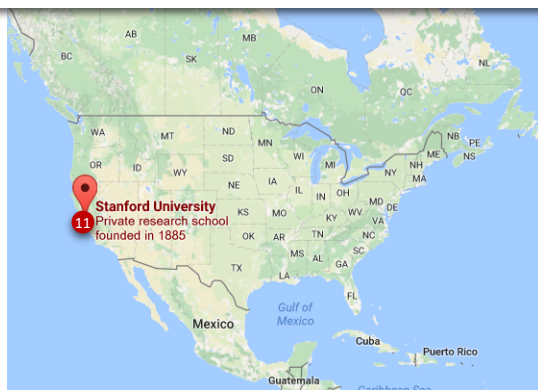 AB
MB
BC
SK
NL
ON
QC
NB
PE
NS
WA
MT
ND
MN
OR
ID
WY
SD
WI
MI
NY
ME
NH
MA
NE
IA
IL
IN
OH
MD
DE
Stanford University
11
Private research school
founded in 1885
KS
MO
KY
WV
VA
OK
AR
TN
NC
TX
MS
AL
GA
SC
LA
FL
Gulf of
Mexico
Mexico
Cuba
Puerto Rico
Guatemala
Caribbean Sea